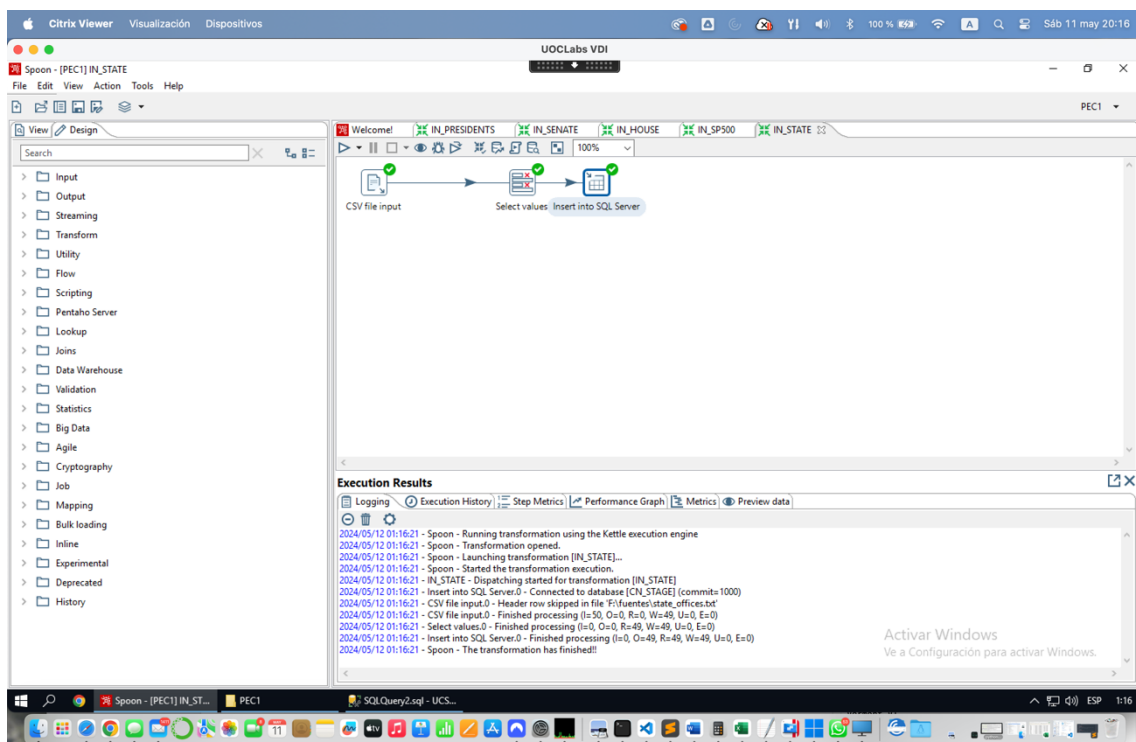 Citrix Viewer Visualización Dispositivos 100 % A Sáb 11 may 20:16
UOCLabs VDI
Spoon - [PEC1] IN_STATE
File Edit View Action Tools Help
PEC1
View Design
Welcome! IN_PRESIDENTS IN_SENATE IN_HOUSE IN_SP500 IN_STATE
Search
100%
Input
Output
Streaming
Transform
Utility
Flow
Scripting
Pentaho Server
Lookup
Joins
Data Warehouse
Validation
Statistics
Big Data
Agile
Cryptography
Job
Mapping
Bulk loading
Inline
Experimental
Deprecated
History
CSV file input Select values Insert into SQL Server
Execution Results
Logging Execution History Step Metrics Performance Graph Metrics Preview data
2024/05/12 01:16:21 - Spoon - Running transformation using the Kettle execution engine
2024/05/12 01:16:21 - Spoon - Transformation opened.
2024/05/12 01:16:21 - Spoon - Launching transformation [IN_STATE]...
2024/05/12 01:16:21 - Spoon - Started the transformation execution.
2024/05/12 01:16:21 - IN_STATE - Dispatching started for transformation [IN_STATE]
2024/05/12 01:16:21 - Insert into SQL Server.0 - Connected to database [CN_STAGE] (commit=1000)
2024/05/12 01:16:21 - CSV file input.0 - Header row skipped in file 'F:\fuentes\state_offices.txt'
2024/05/12 01:16:21 - CSV file input.0 - Finished processing (I=50, O=0, R=0, W=49, U=0, E=0)
2024/05/12 01:16:21 - Select values.0 - Finished processing (I=0, O=0, R=49, W=49, U=0, E=0)
2024/05/12 01:16:21 - Insert into SQL Server.0 - Finished processing (I=0, O=49, R=49, W=49, U=0, E=0)
2024/05/12 01:16:21 - Spoon - The transformation has finished!!
Activar Windows
Ve a Configuración para activar Windows.
Spoon - [PEC1] IN_ST... PEC1 SQLQuery2.sql - UCS... ESP 1:16